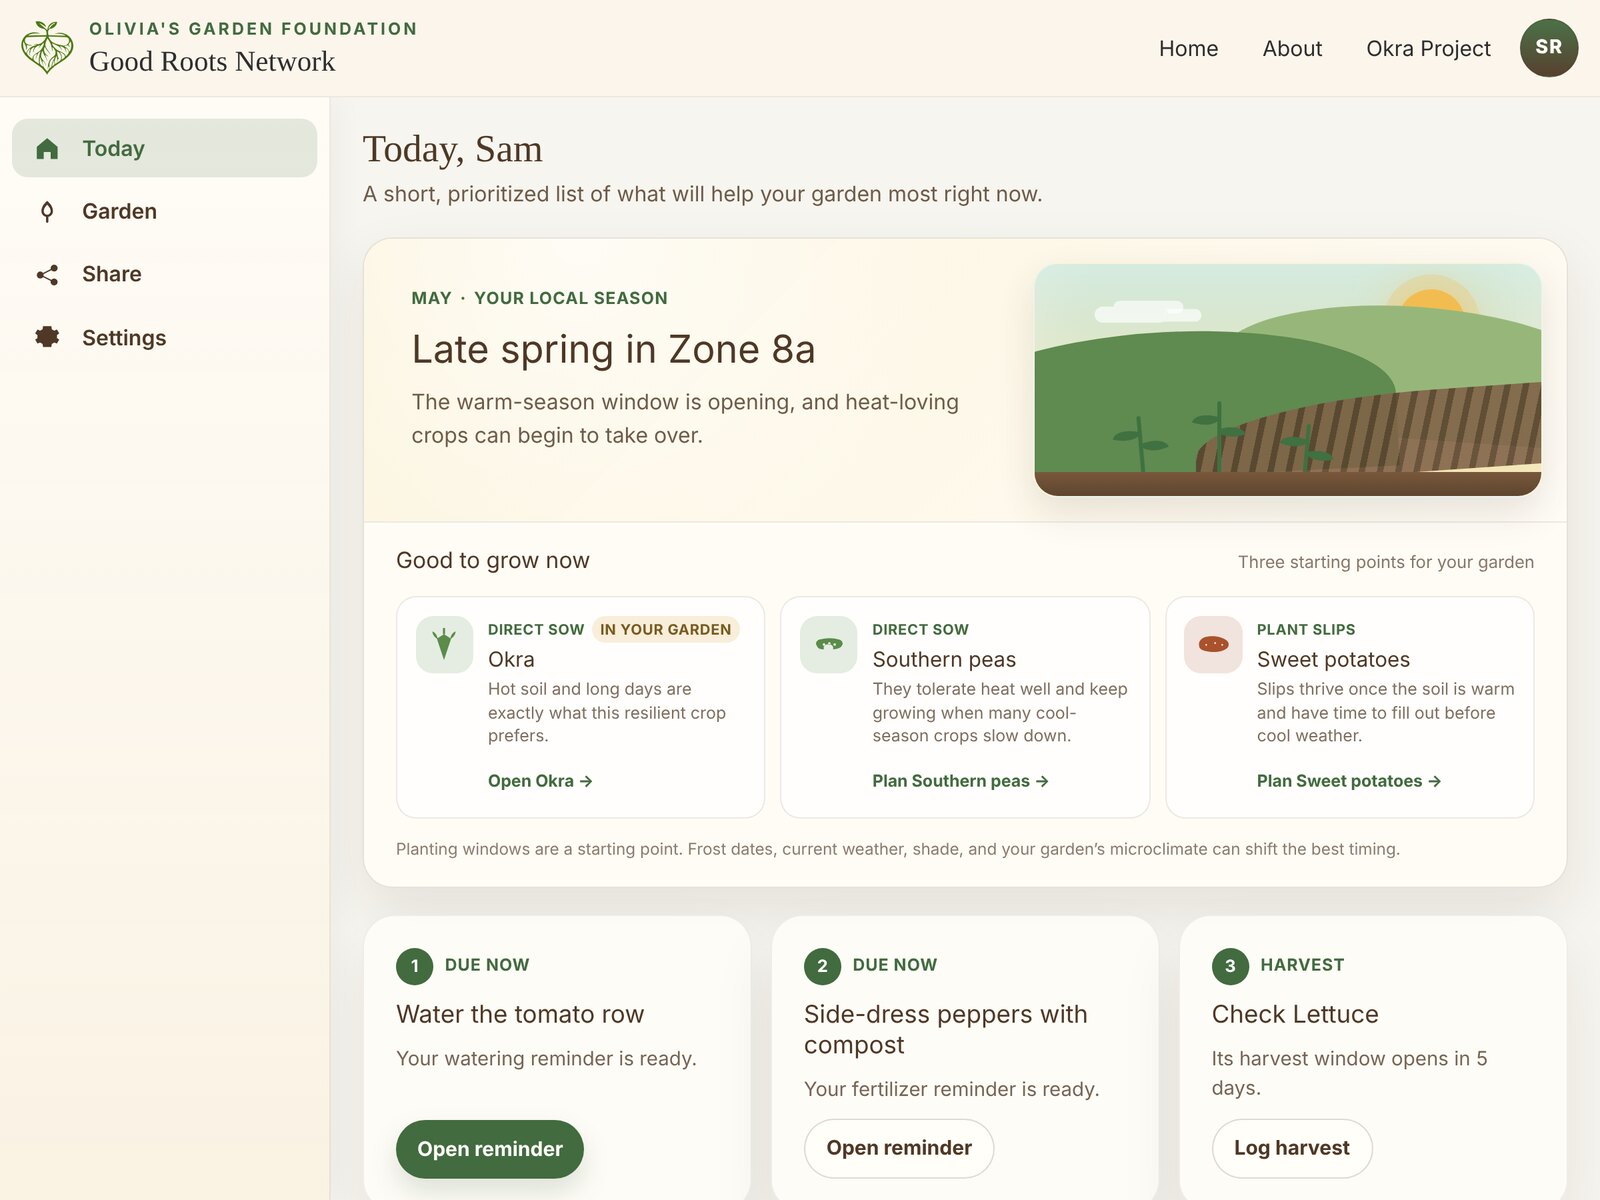 OLIVIA'S GARDEN FOUNDATION
Good Roots Network
Home
About
Okra Project
SR
Today
Garden
Share
Settings
Today, Sam
A short, prioritized list of what will help your garden most right now.
MAY · YOUR LOCAL SEASON
Late spring in Zone 8a
The warm-season window is opening, and heat-loving
crops can begin to take over.
Good to grow now
Three starting points for your garden
DIRECT SOW
IN YOUR GARDEN
Okra
Hot soil and long days are
exactly what this resilient crop
prefers.
Open Okra →
DIRECT SOW
Southern peas
They tolerate heat well and keep
growing when many cool-
season crops slow down.
Plan Southern peas →
PLANT SLIPS
Sweet potatoes
Slips thrive once the soil is warm
and have time to fill out before
cool weather.
Plan Sweet potatoes →
Planting windows are a starting point. Frost dates, current weather, shade, and your garden’s microclimate can shift the best timing.
1
DUE NOW
Water the tomato row
Your watering reminder is ready.
Open reminder
2
DUE NOW
Side-dress peppers with
compost
Your fertilizer reminder is ready.
Open reminder
3
HARVEST
Check Lettuce
Its harvest window opens in 5
days.
Log harvest